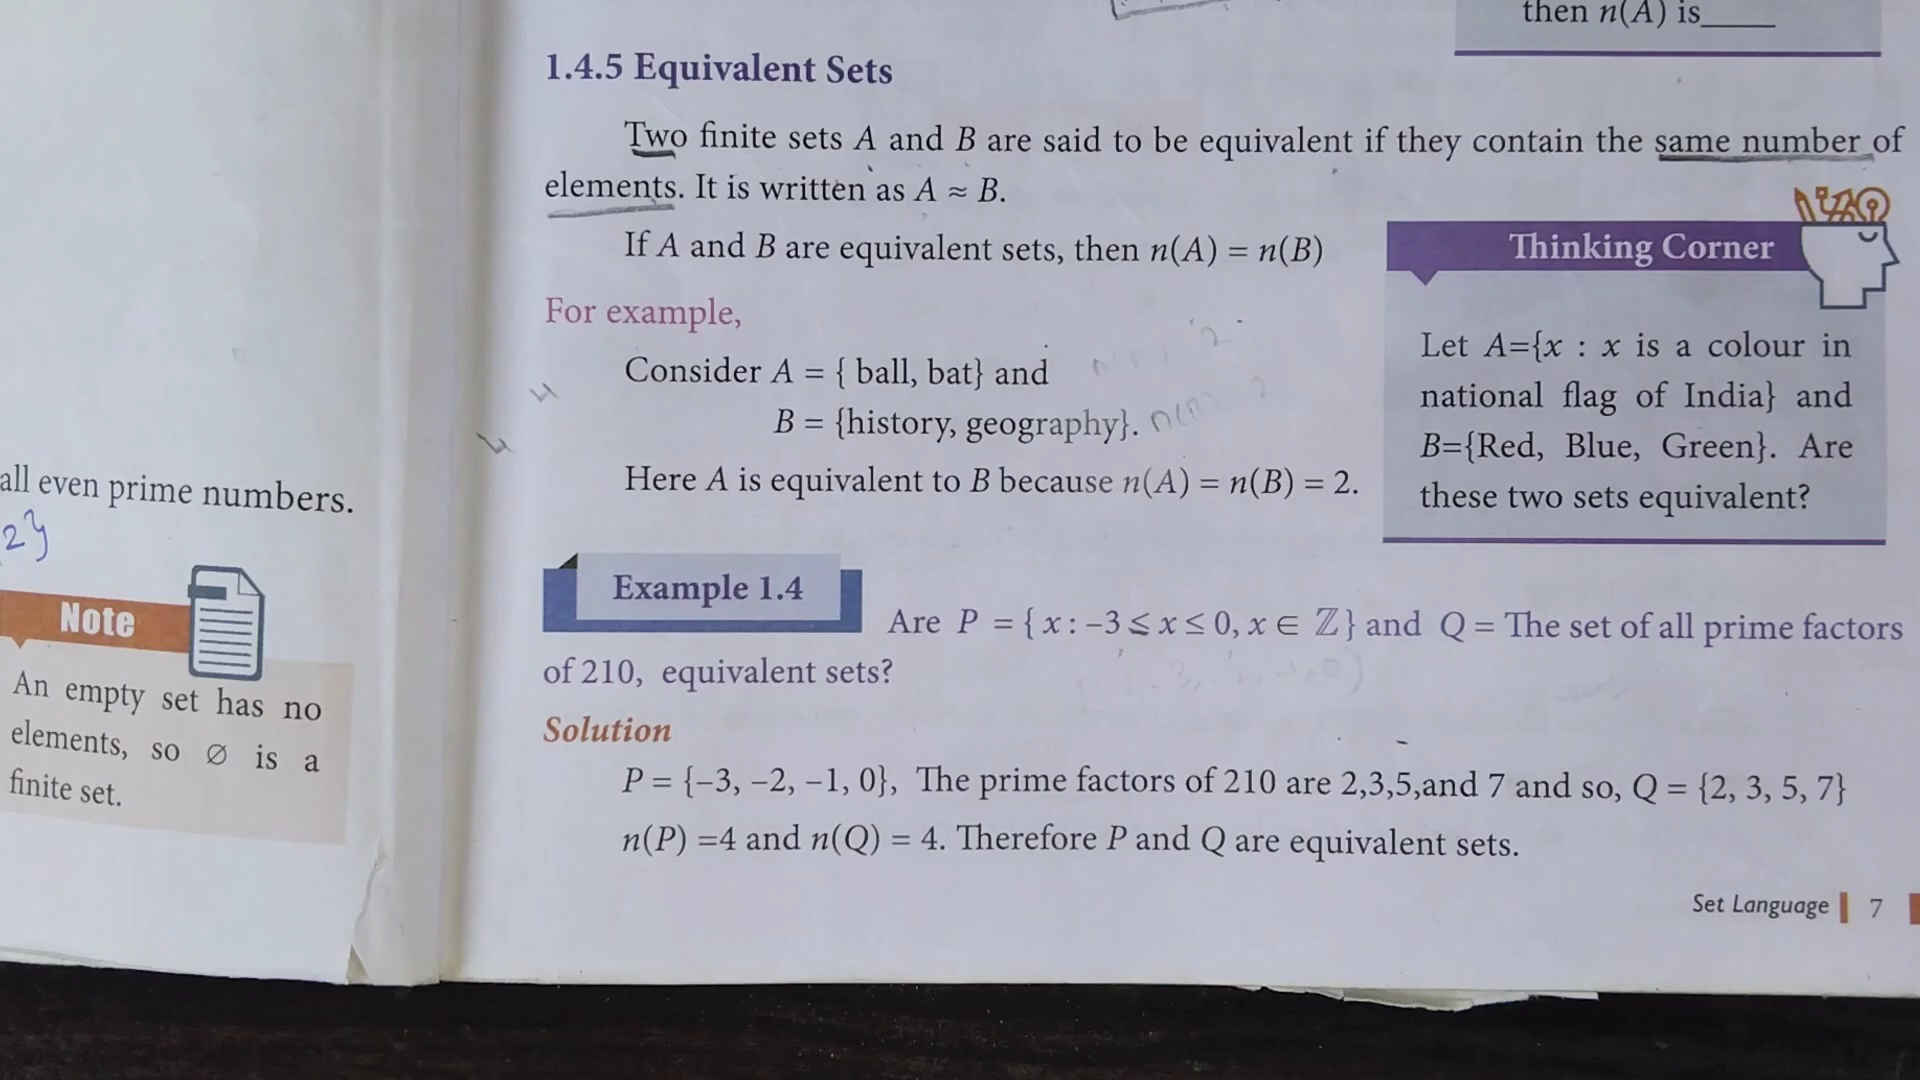 all even prime numbers.
2}
Note
An empty set has no
elements, so ∅ is a
finite set.
then n(A) is_____
1.4.5 Equivalent Sets
Two finite sets A and B are said to be equivalent if they contain the same number of
elements. It is written as A ≈ B.
If A and B are equivalent sets, then n(A) = n(B)
For example,
Consider A = { ball, bat} and
B = {history, geography}.
Here A is equivalent to B because n(A) = n(B) = 2.
Thinking Corner
Let A={x : x is a colour in
national flag of India} and
B={Red, Blue, Green}. Are
these two sets equivalent?
Example 1.4
Are P = { x : −3 ≤ x ≤ 0, x ∈ ℤ} and Q = The set of all prime factors
of 210, equivalent sets?
Solution
P = {−3, −2, −1, 0}, The prime factors of 210 are 2,3,5,and 7 and so, Q = {2, 3, 5, 7}
n(P) =4 and n(Q) = 4. Therefore P and Q are equivalent sets.
Set Language 7